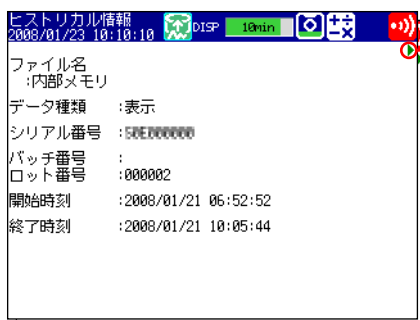 ヒストリカル情報
2008/01/23 10:10:10 DISP 10min
ファイル名
:内部メモリ
データ種類 :表示
シリアル番号 :
バッチ番号 :
ロット番号 :000002
開始時刻 :2008/01/21 06:52:52
終了時刻 :2008/01/21 10:05:44